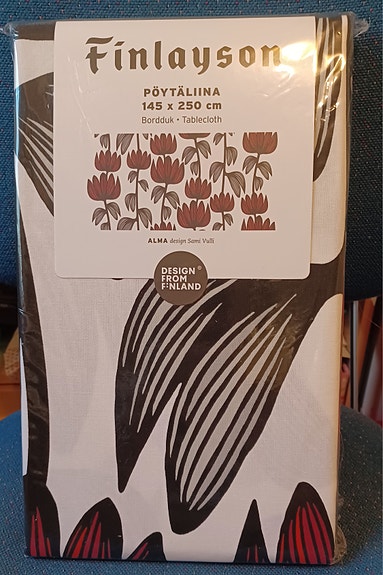 Finlayson
PÖYTÄLIINA
145 x 250 cm
Bordduk • Tablecloth
ALMA design Sami Vulli
DESIGN
FROM
FINLAND